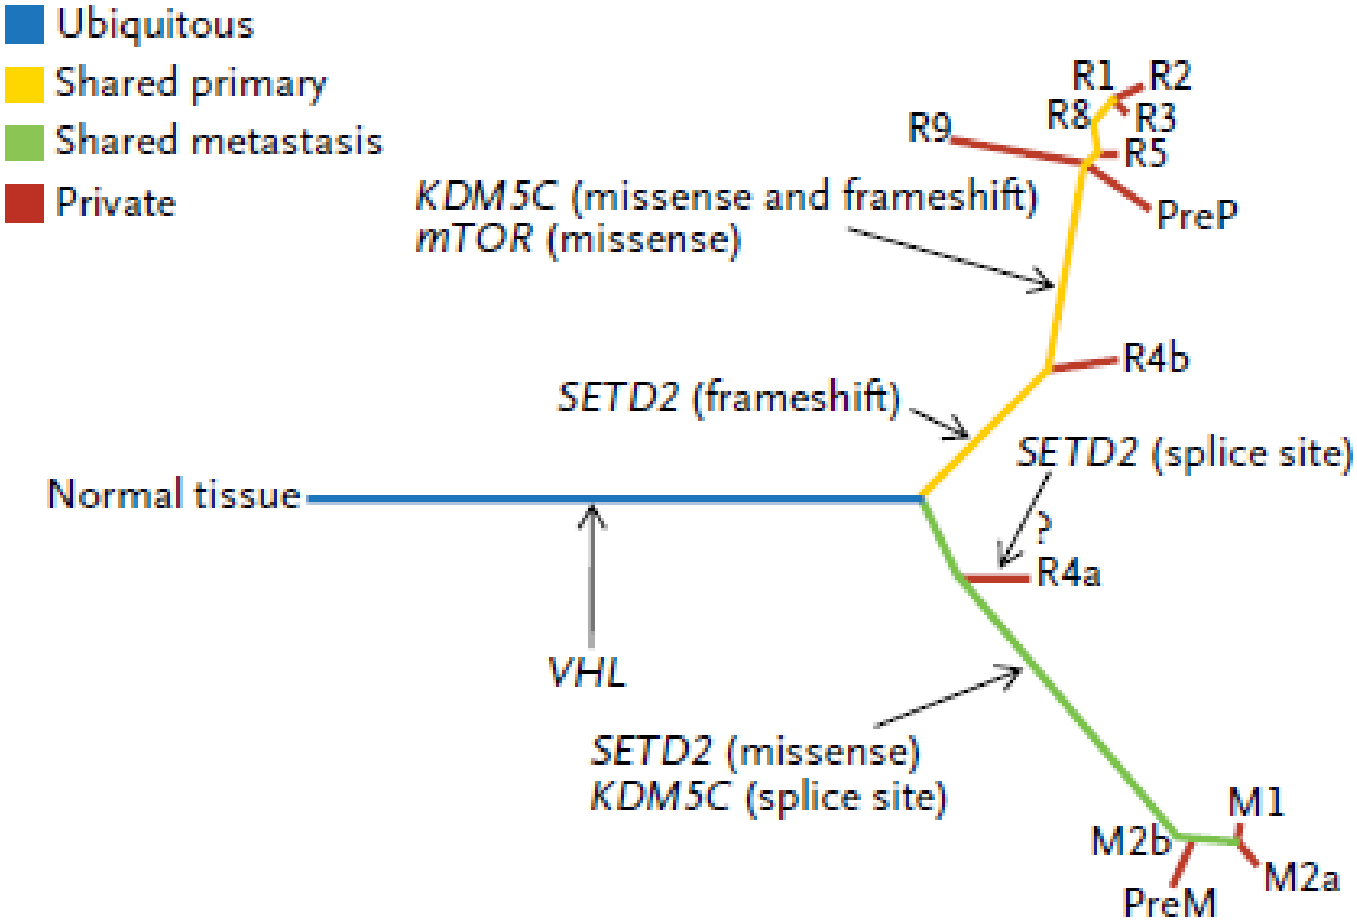 Ubiquitous
Shared primary
Shared metastasis
Private
R1
R2
R8
R3
R9
R5
KDM5C (missense and frameshift)
PreP
mTOR (missense)
R4b
SETD2 (frameshift)
SETD2 (splice site)
Normal tissue
?
R4a
VHL
SETD2 (missense)
KDM5C (splice site)
M1
M2b
M2a
PreM